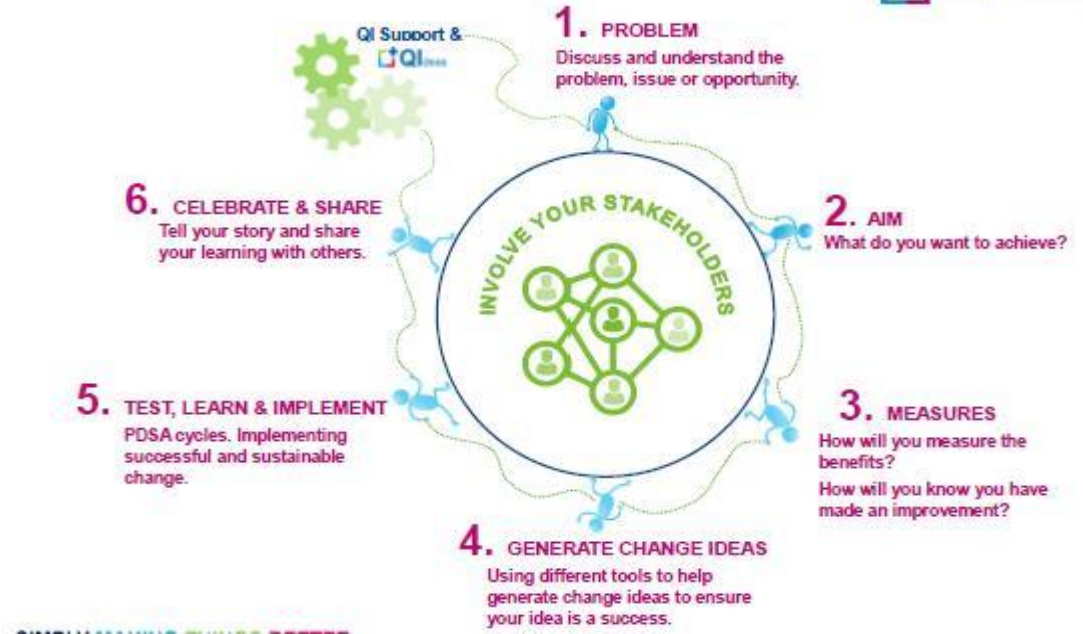 QI Support &
QI
1. PROBLEM
Discuss and understand the
problem, issue or opportunity.
2. AIM
What do you want to achieve?
3. MEASURES
How will you measure the
benefits?
How will you know you have
made an improvement?
4. GENERATE CHANGE IDEAS
Using different tools to help
generate change ideas to ensure
your idea is a success.
5. TEST, LEARN & IMPLEMENT
PDSA cycles. Implementing
successful and sustainable
change.
6. CELEBRATE & SHARE
Tell your story and share
your learning with others.
INVOLVE YOUR STAKEHOLDERS